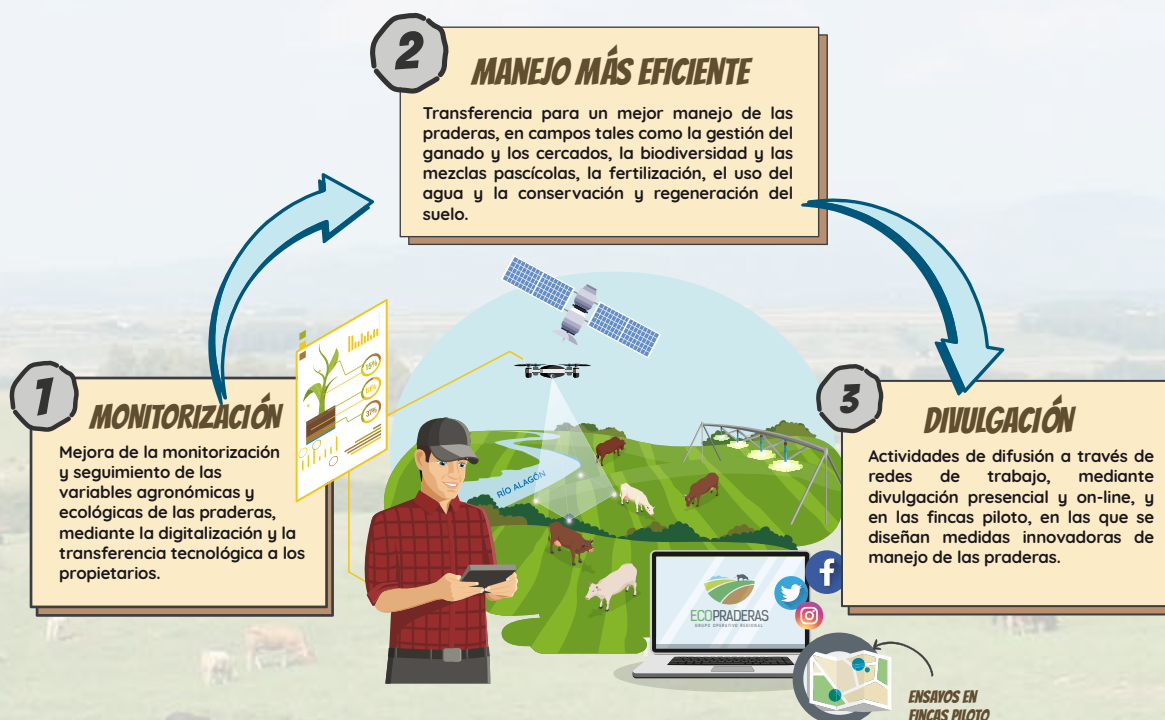 2
MANEJO MÁS EFICIENTE
Transferencia para un mejor manejo de las
praderas, en campos tales como la gestión del
ganado y los cercados, la biodiversidad y las
mezclas pascícolas, la fertilización, el uso del
agua y la conservación y regeneración del
suelo.
1
MONITORIZACIÓN
Mejora de la monitorización
y seguimiento de las
variables agronómicas y
ecológicas de las praderas,
mediante la digitalización y la
transferencia tecnológica a los
propietarios.
15%
61%
37%
RÍO ALAGÓN
ECOPRADERAS
GRUPO OPERATIVO REGIONAL
3
DIVULGACIÓN
Actividades de difusión a través de
redes de trabajo, mediante
divulgación presencial y on-line, y
en las fincas piloto, en las que se
diseñan medidas innovadoras de
manejo de las praderas.
ENSAYOS EN
FINCAS PILOTO